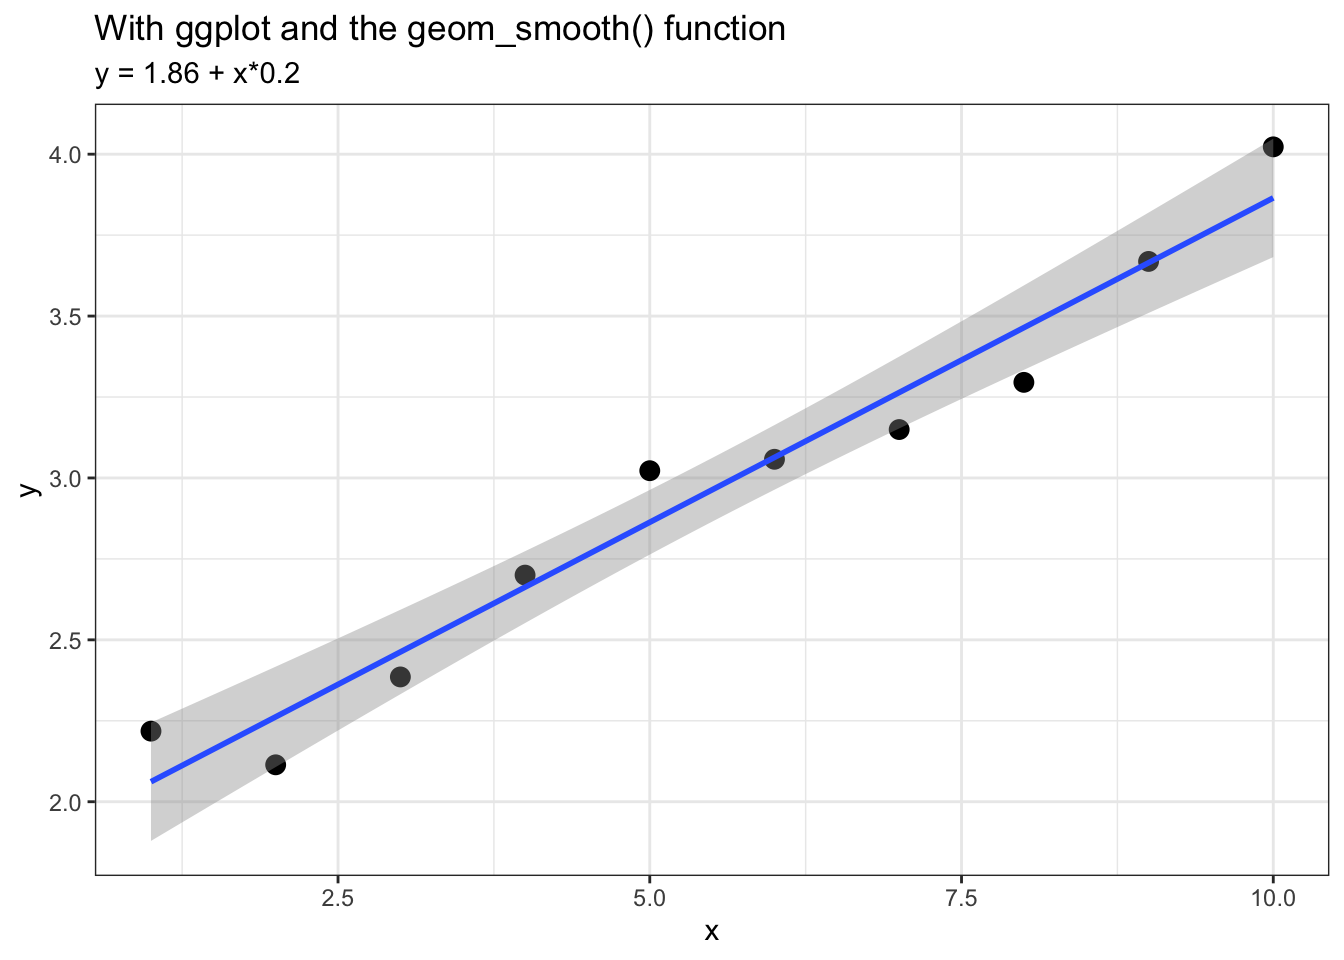 With ggplot and the geom_smooth() function
y = 1.86 + x*0.2
4.0
3.5
3.0
2.5
2.0
y
2.5
5.0
7.5
10.0
x